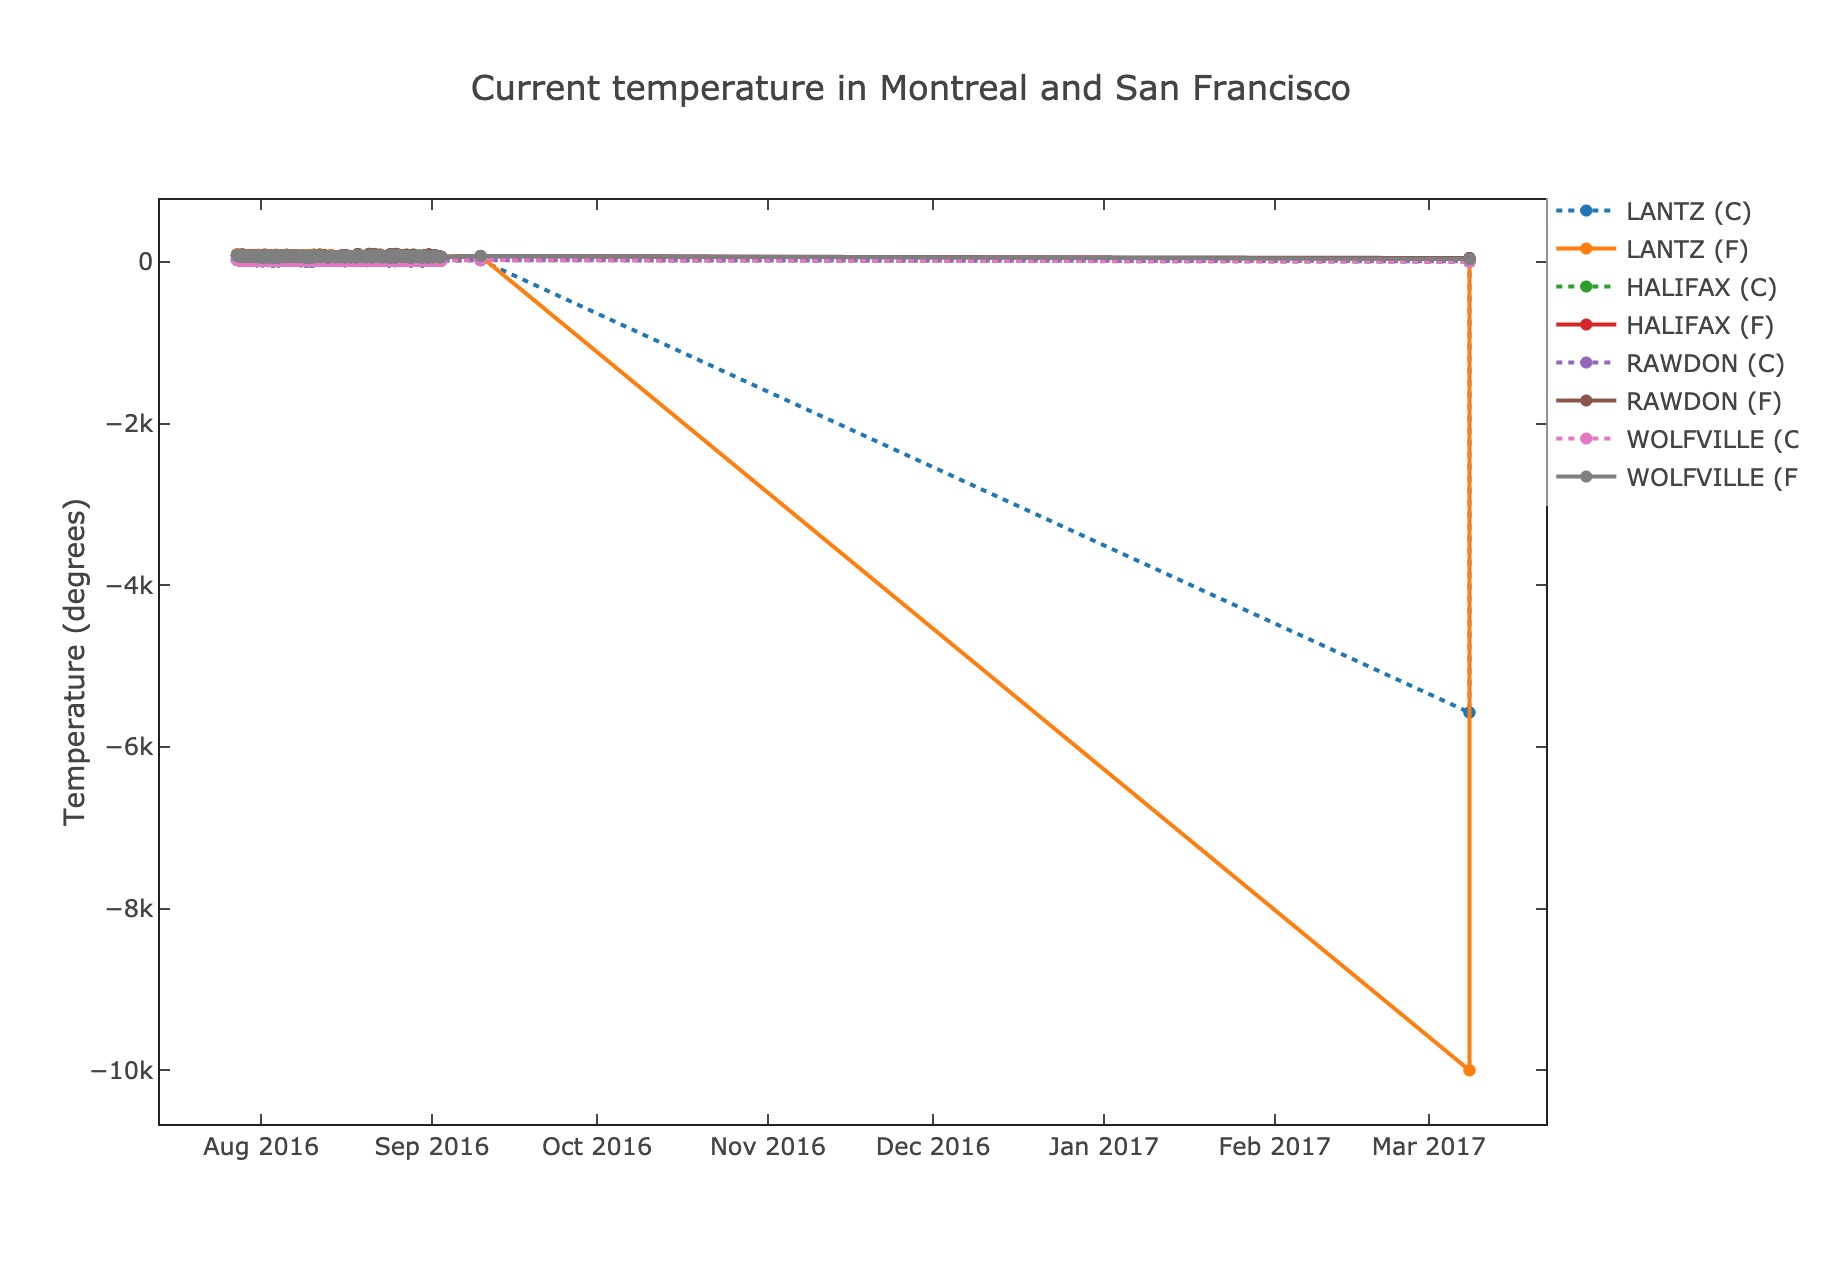 Current temperature in Montreal and San Francisco
LANTZ (C)
LANTZ (F)
HALIFAX (C)
HALIFAX (F)
RAWDON (C)
RAWDON (F)
WOLFVILLE (C
WOLFVILLE (F
Temperature (degrees)
0
−2k
−4k
−6k
−8k
−10k
Aug 2016
Sep 2016
Oct 2016
Nov 2016
Dec 2016
Jan 2017
Feb 2017
Mar 2017